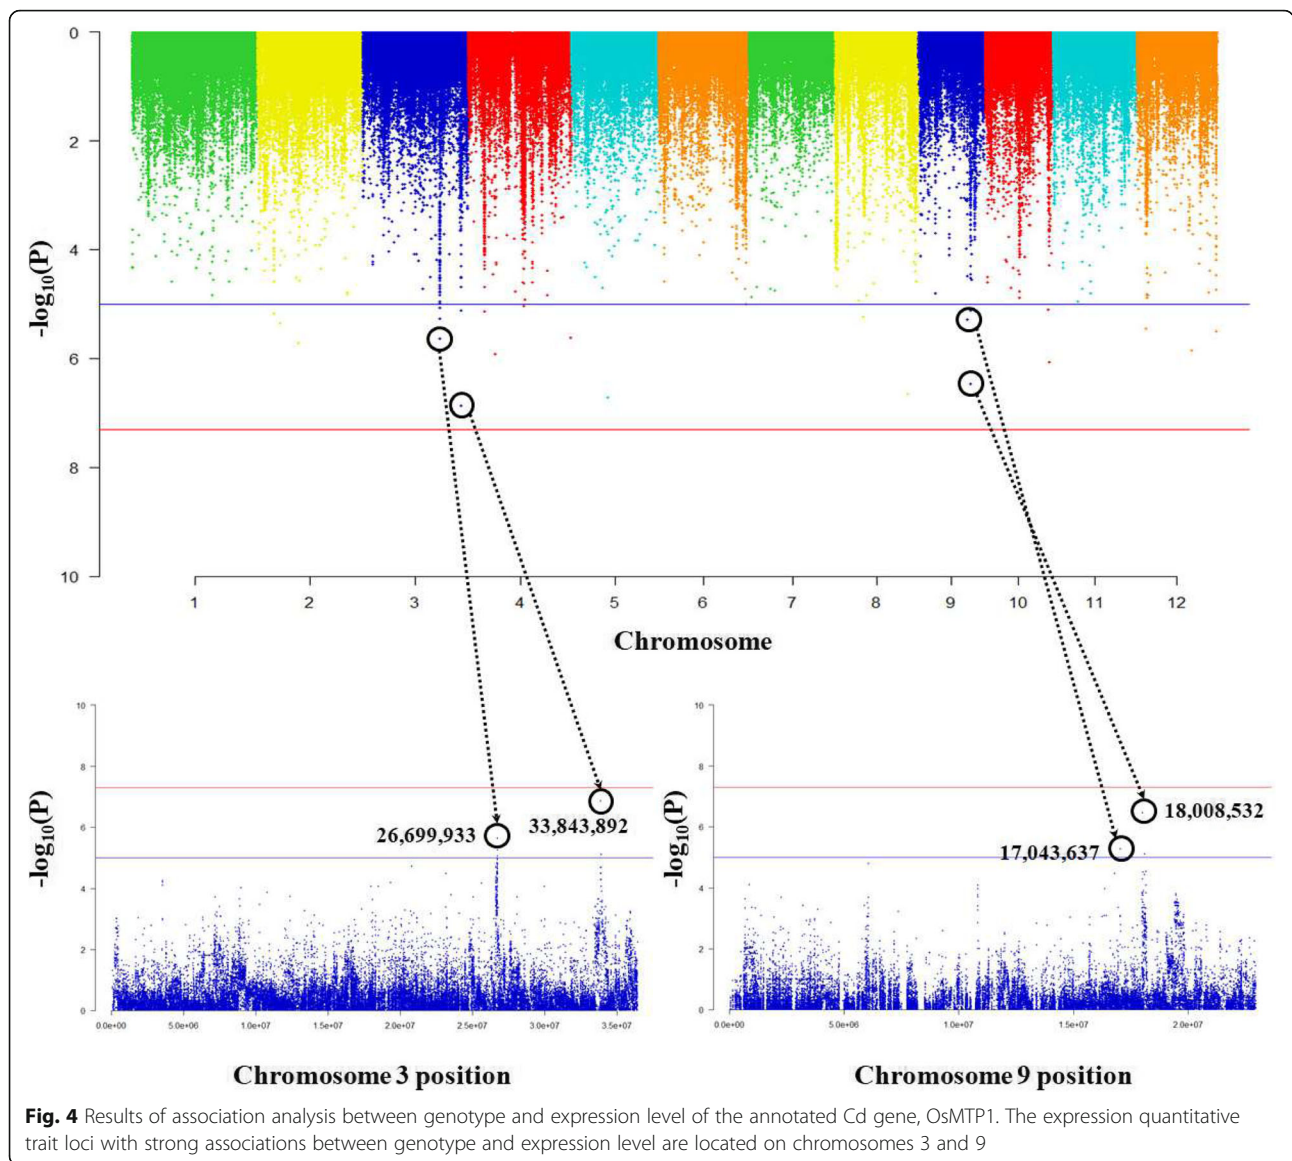 0
2
4
6
8
10
-log10(P)
1 2 3 4 5 6 7 8 9 10 11 12
Chromosome
10
8
6
4
2
0
-log10(P)
26,699,933
33,843,892
0.0e+00 5.0e+06 1.0e+07 1.5e+07 2.0e+07 2.5e+07 3.0e+07 3.5e+07
Chromosome 3 position
10
8
6
4
2
0
-log10(P)
18,008,532
17,043,637
0.0e+00 5.0e+06 1.0e+07 1.5e+07 2.0e+07
Chromosome 9 position
Fig. 4 Results of association analysis between genotype and expression level of the annotated Cd gene, OsMTP1. The expression quantitative
trait loci with strong associations between genotype and expression level are located on chromosomes 3 and 9